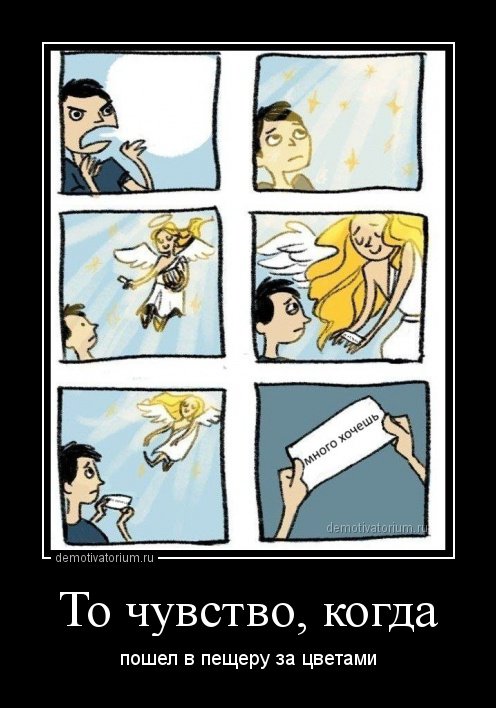 много хочешь
demotivatorium.ru
demotivatorium.ru
То чувство, когда
пошел в пещеру за цветами